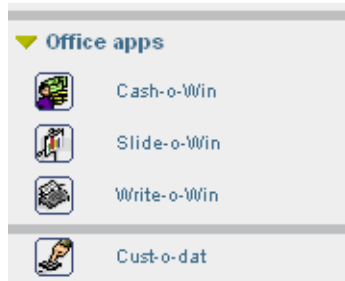 Office apps
Cash-o-Win
Slide-o-Win
Write-o-Win
Cust-o-dat